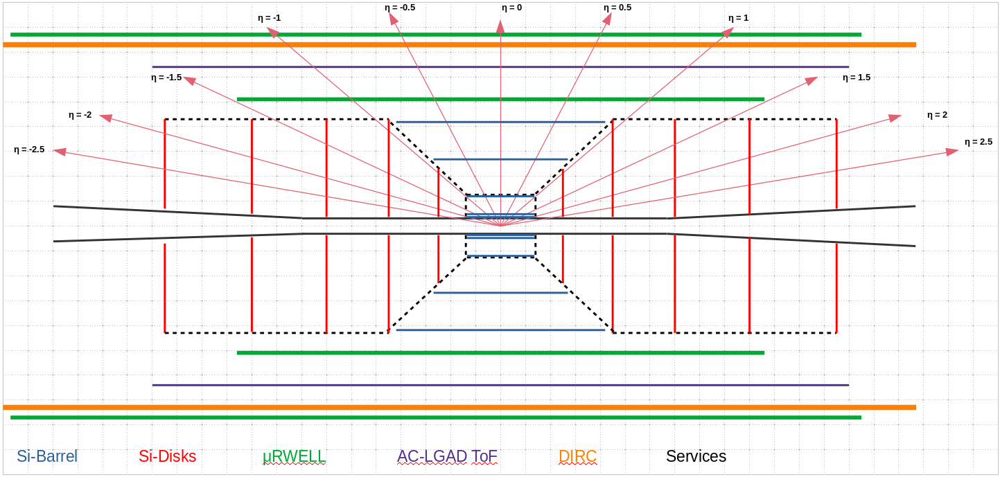 η = -0.5
η = 0
η = 0.5
η = -1
η = 1
η = -1.5
η = 1.5
η = -2
η = 2
η = -2.5
η = 2.5
Si-Barrel
Si-Disks
μRWELL
AC-LGAD ToF
DIRC
Services